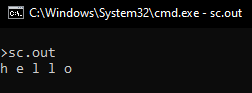 C:\Windows\System32\cmd.exe - sc.out
>sc.out
h e l l o